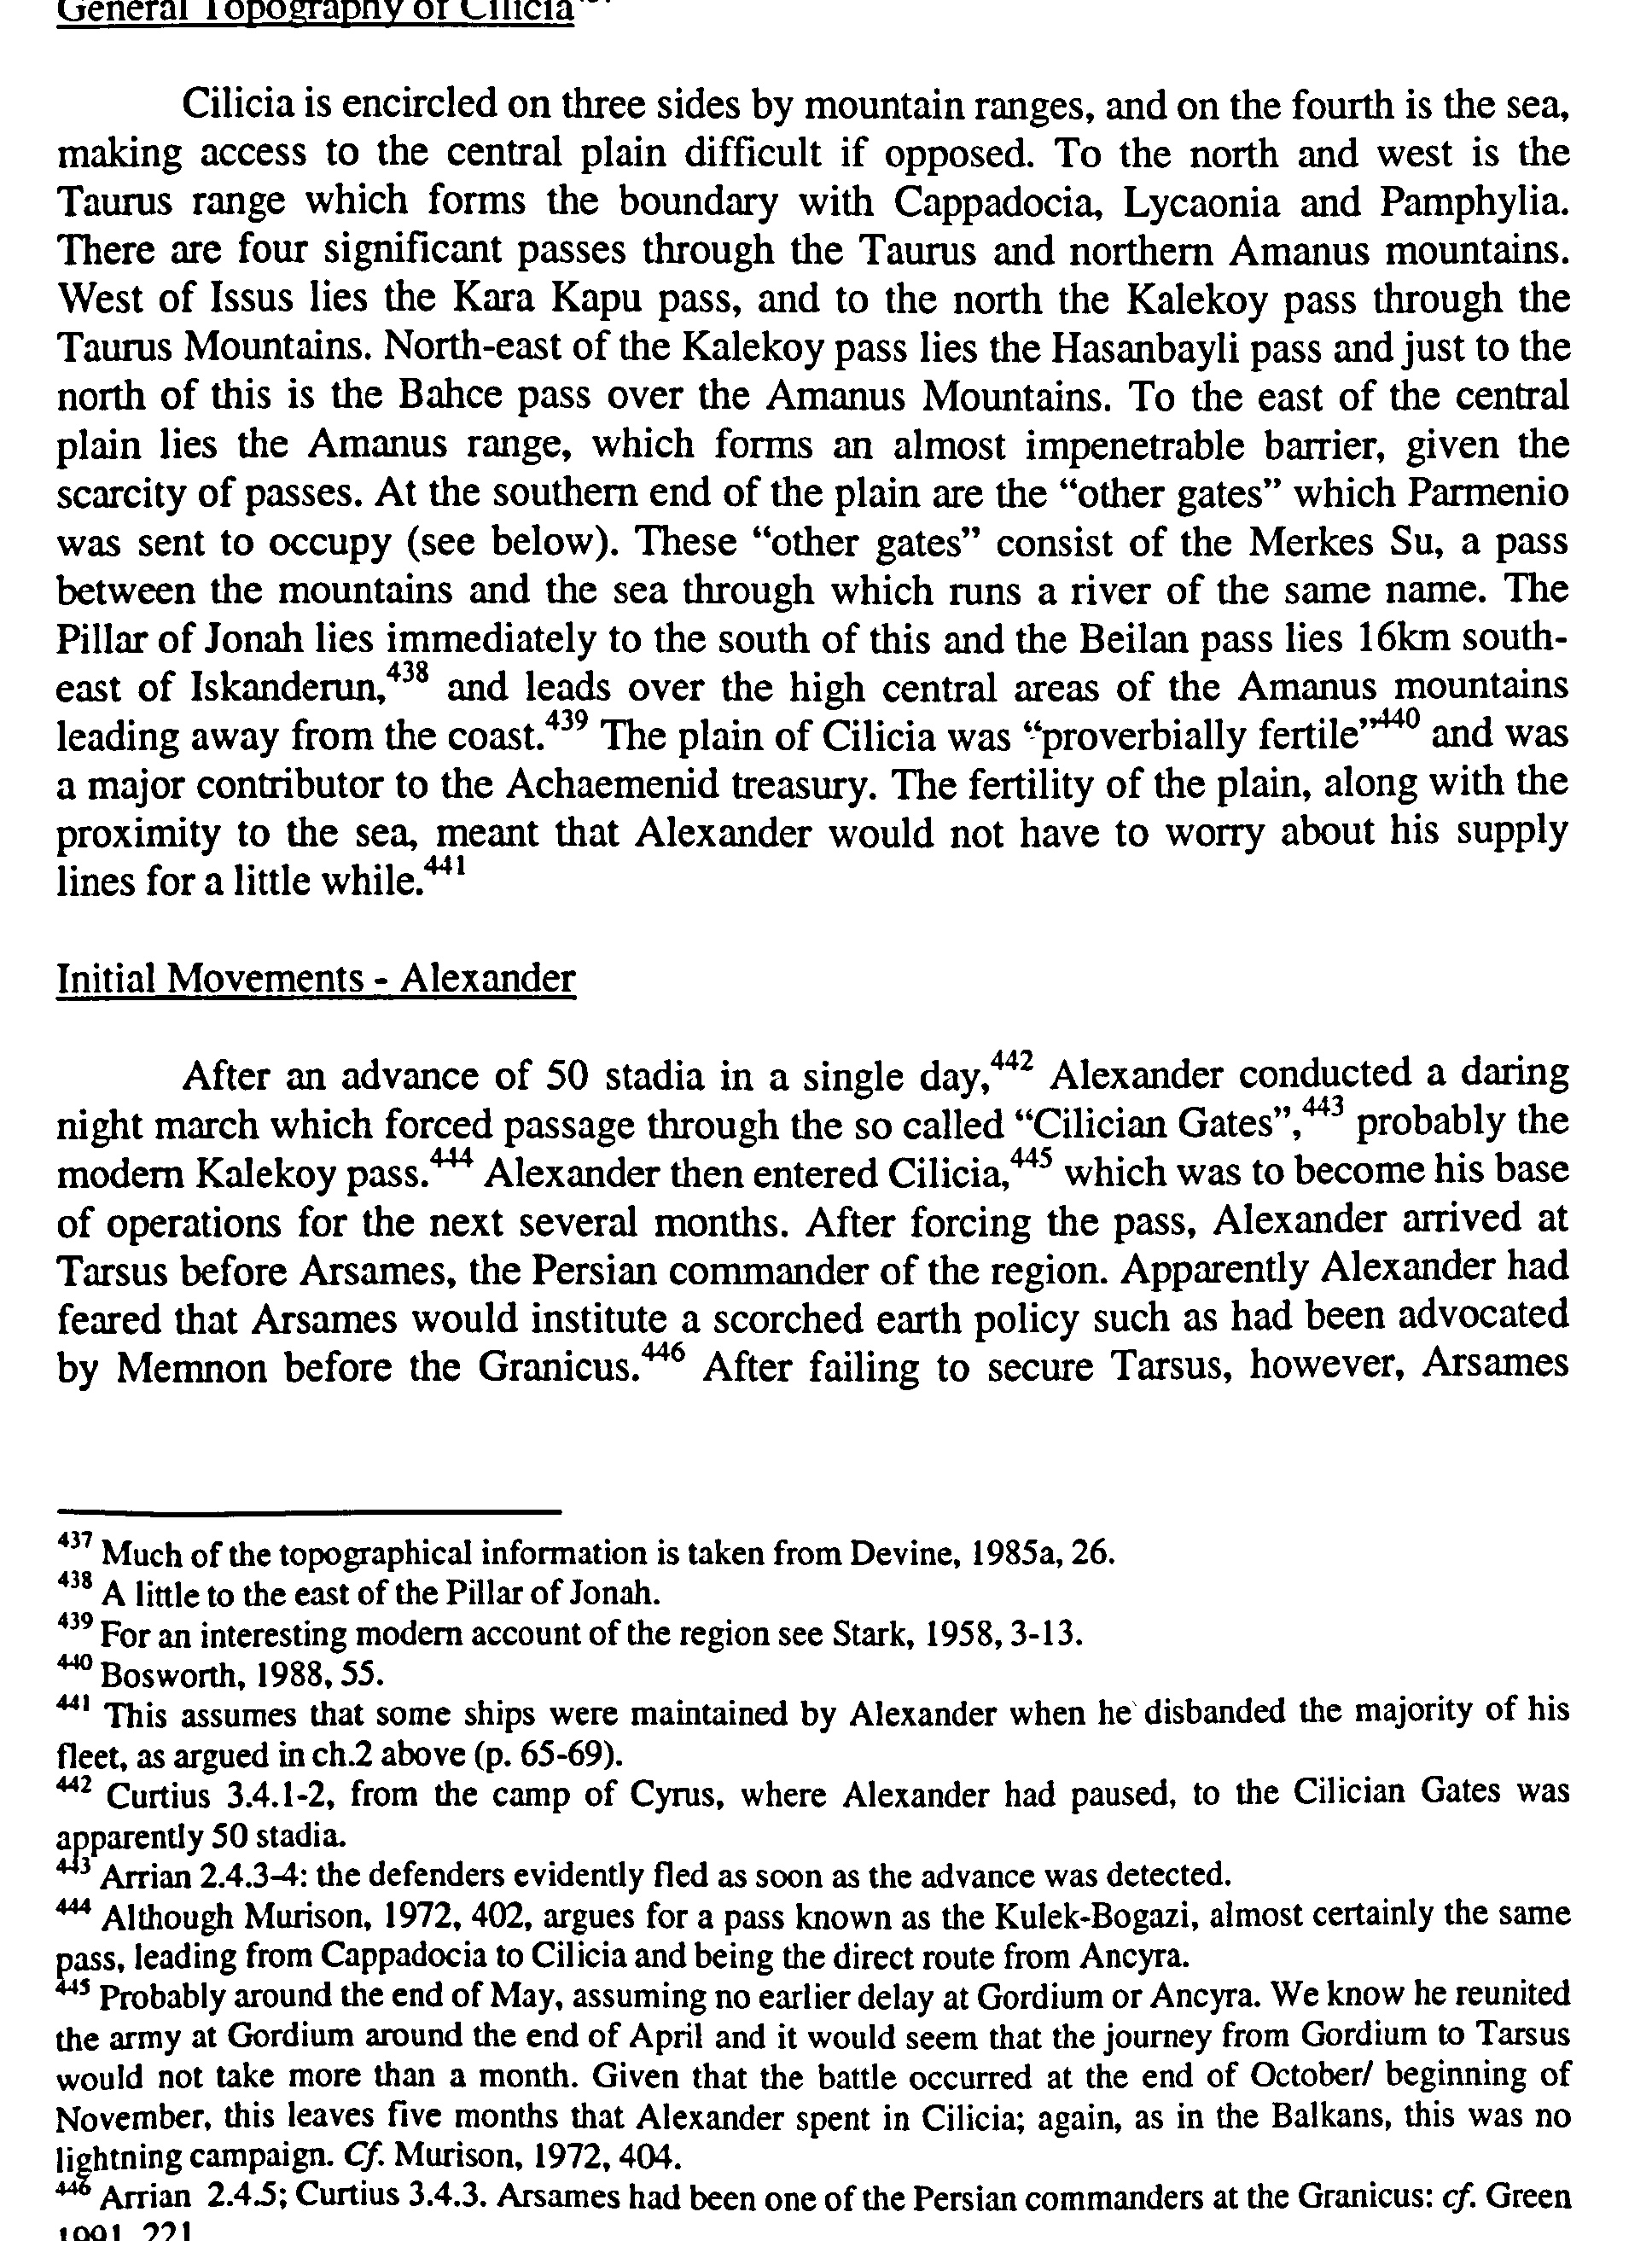 General Topography of Cilicia
Cilicia is encircled on three sides by mountain ranges, and on the fourth is the sea,
making access to the central plain difficult if opposed. To the north and west is the
Taurus range which forms the boundary with Cappadocia, Lycaonia and Pamphylia.
There are four significant passes through the Taurus and northern Amanus mountains.
West of Issus lies the Kara Kapu pass, and to the north the Kalekoy pass through the
Taurus Mountains. North-east of the Kalekoy pass lies the Hasanbayli pass and just to the
north of this is the Bahce pass over the Amanus Mountains. To the east of the central
plain lies the Amanus range, which forms an almost impenetrable barrier, given the
scarcity of passes. At the southern end of the plain are the “other gates” which Parmenio
was sent to occupy (see below). These “other gates” consist of the Merkes Su, a pass
between the mountains and the sea through which runs a river of the same name. The
Pillar of Jonah lies immediately to the south of this and the Beilan pass lies 16km south-
east of Iskanderun,438 and leads over the high central areas of the Amanus mountains
leading away from the coast.439 The plain of Cilicia was “proverbially fertile”440 and was
a major contributor to the Achaemenid treasury. The fertility of the plain, along with the
proximity to the sea, meant that Alexander would not have to worry about his supply
lines for a little while.441
Initial Movements - Alexander
After an advance of 50 stadia in a single day,442 Alexander conducted a daring
night march which forced passage through the so called “Cilician Gates”,443 probably the
modern Kalekoy pass.444 Alexander then entered Cilicia,445 which was to become his base
of operations for the next several months. After forcing the pass, Alexander arrived at
Tarsus before Arsames, the Persian commander of the region. Apparently Alexander had
feared that Arsames would institute a scorched earth policy such as had been advocated
by Memnon before the Granicus.446 After failing to secure Tarsus, however, Arsames
437 Much of the topographical information is taken from Devine, 1985a, 26.
438 A little to the east of the Pillar of Jonah.
439 For an interesting modern account of the region see Stark, 1958, 3-13.
440 Bosworth, 1988, 55.
441 This assumes that some ships were maintained by Alexander when he disbanded the majority of his
fleet, as argued in ch.2 above (p. 65-69).
442 Curtius 3.4.1-2, from the camp of Cyrus, where Alexander had paused, to the Cilician Gates was
apparently 50 stadia.
443 Arrian 2.4.3-4: the defenders evidently fled as soon as the advance was detected.
444 Although Murison, 1972, 402, argues for a pass known as the Kulek-Bogazi, almost certainly the same
pass, leading from Cappadocia to Cilicia and being the direct route from Ancyra.
445 Probably around the end of May, assuming no earlier delay at Gordium or Ancyra. We know he reunited
the army at Gordium around the end of April and it would seem that the journey from Gordium to Tarsus
would not take more than a month. Given that the battle occurred at the end of October/ beginning of
November, this leaves five months that Alexander spent in Cilicia; again, as in the Balkans, this was no
lightning campaign. Cf. Murison, 1972, 404.
446 Arrian 2.4.5; Curtius 3.4.3. Arsames had been one of the Persian commanders at the Granicus: cf. Green
1991, 221